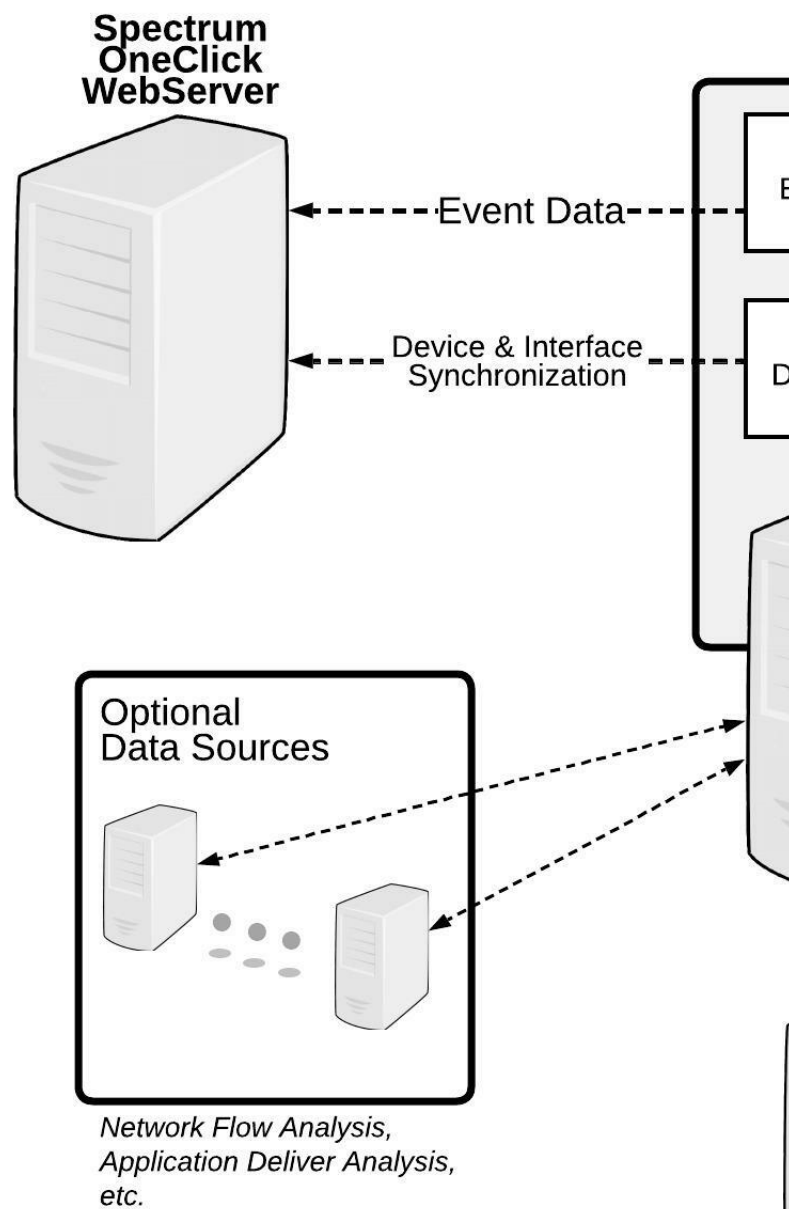 Spectrum
OneClick
WebServer
Event Data
Device & Interface
Synchronization
Optional
Data Sources
Network Flow Analysis,
Application Deliver Analysis,
etc.